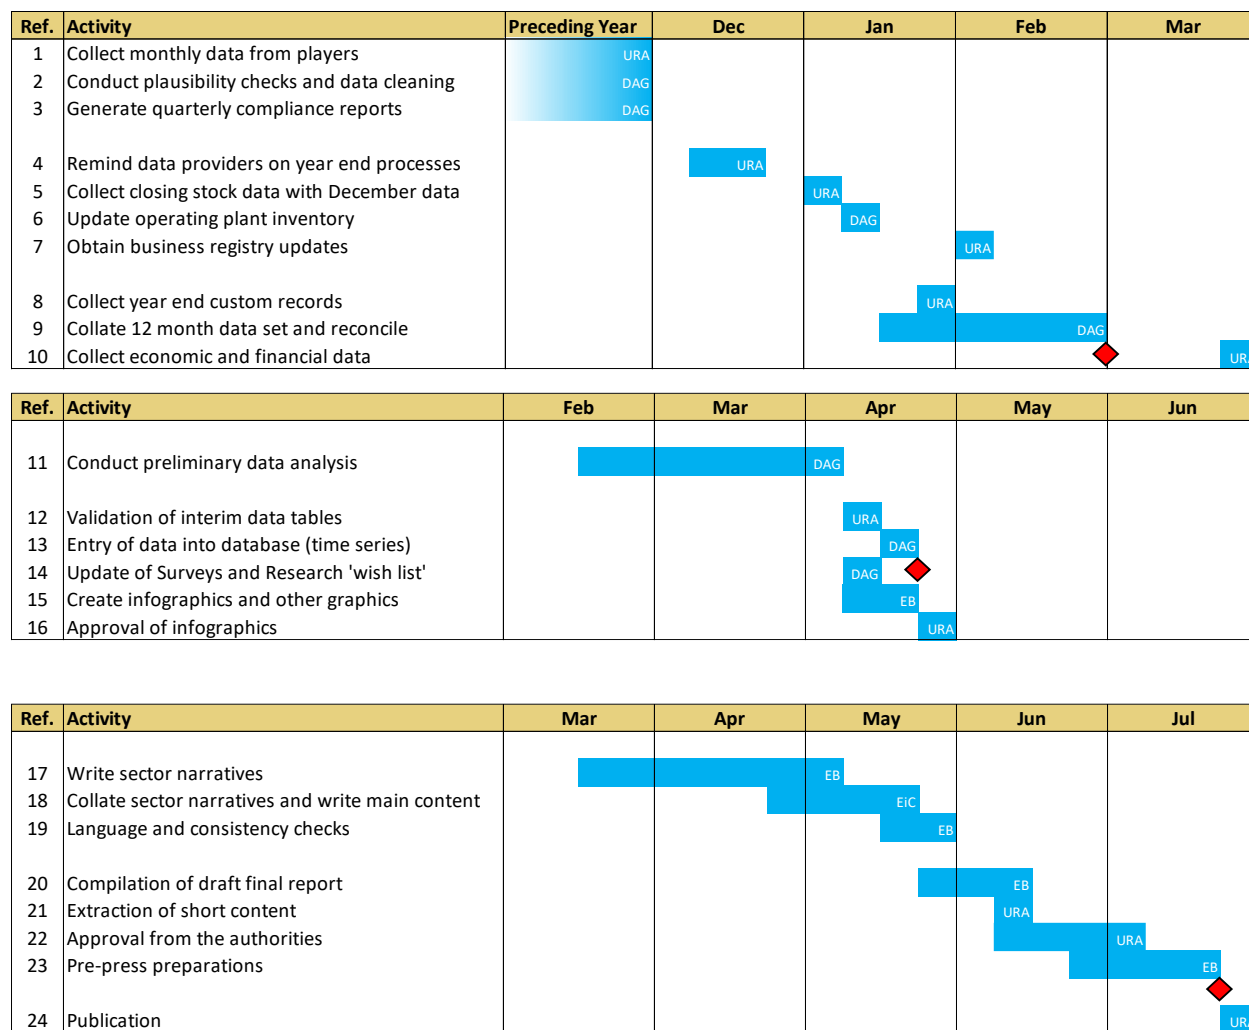 Ref. Activity Preceding Year Dec Jan Feb Mar
1 Collect monthly data from players URA
2 Conduct plausibility checks and data cleaning DAG
3 Generate quarterly compliance reports DAG
4 Remind data providers on year end processes URA
5 Collect closing stock data with December data URA
6 Update operating plant inventory DAG
7 Obtain business registry updates URA
8 Collect year end custom records URA
9 Collate 12 month data set and reconcile DAG
10 Collect economic and financial data UR
Ref. Activity Feb Mar Apr May Jun
11 Conduct preliminary data analysis DAG
12 Validation of interim data tables URA
13 Entry of data into database (time series) DAG
14 Update of Surveys and Research 'wish list' DAG
15 Create infographics and other graphics EB
16 Approval of infographics URA
Ref. Activity Mar Apr May Jun Jul
17 Write sector narratives EB
18 Collate sector narratives and write main content EiC
19 Language and consistency checks EB
20 Compilation of draft final report EB
21 Extraction of short content URA
22 Approval from the authorities URA
23 Pre-press preparations EB
24 Publication UR